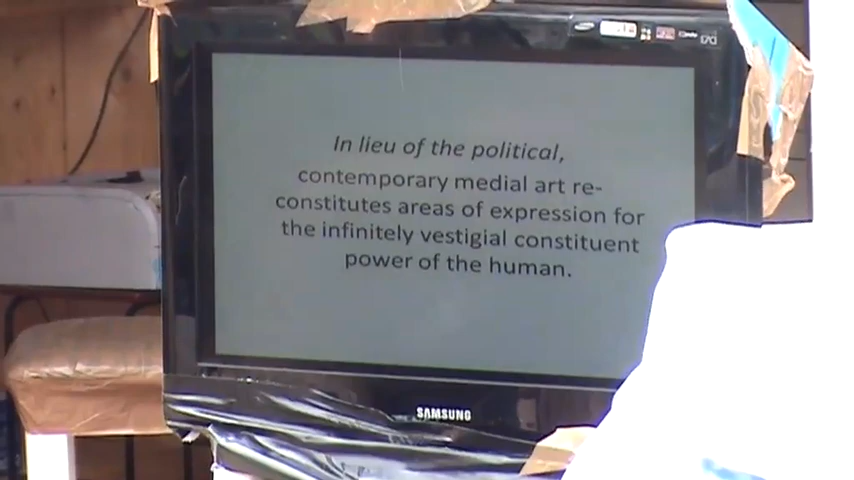 In lieu of the political,
contemporary medial art re-
constitutes areas of expression for
the infinitely vestigial constituent
power of the human.
SAMSUNG